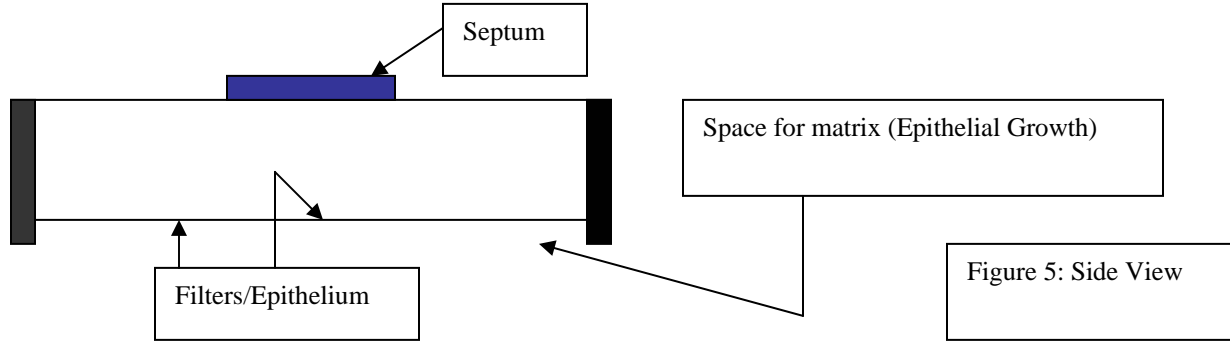 Septum
Space for matrix (Epithelial Growth)
Figure 5: Side View
Filters/Epithelium